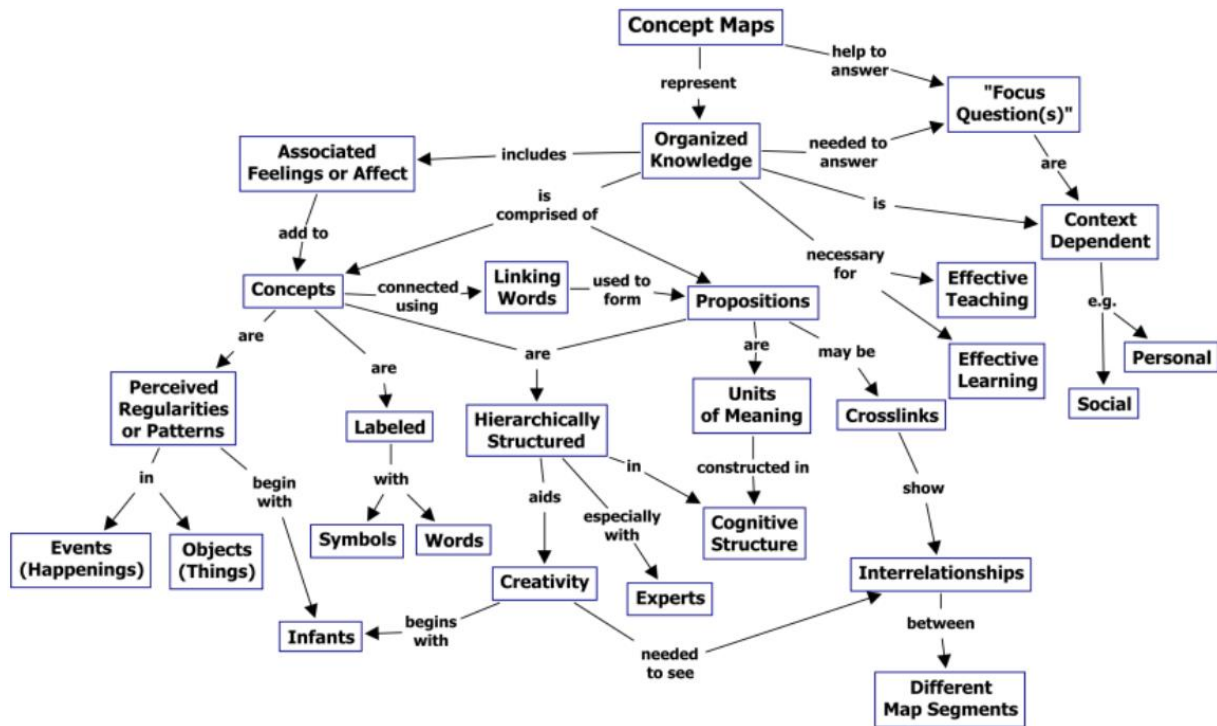 Concept Maps
help to
answer
represent
"Focus
Question(s)"
Organized
Knowledge
needed to
answer
Associated
Feelings or Affect
includes
are
is
comprised of
is
Context
Dependent
add to
necessary
for
Effective
Teaching
Concepts
connected
using
Linking
Words
used to
form
Propositions
e.g.
are
are
are
may be
Effective
Learning
Personal
Social
Perceived
Regularities
or Patterns
Labeled
Hierarchically
Structured
Units
of Meaning
Crosslinks
in
begin
with
with
aids
especially
with
in
constructed in
show
Events
(Happenings)
Objects
(Things)
Symbols
Words
Cognitive
Structure
Creativity
Experts
Interrelationships
Infants
begins
with
needed
to see
between
Different
Map Segments